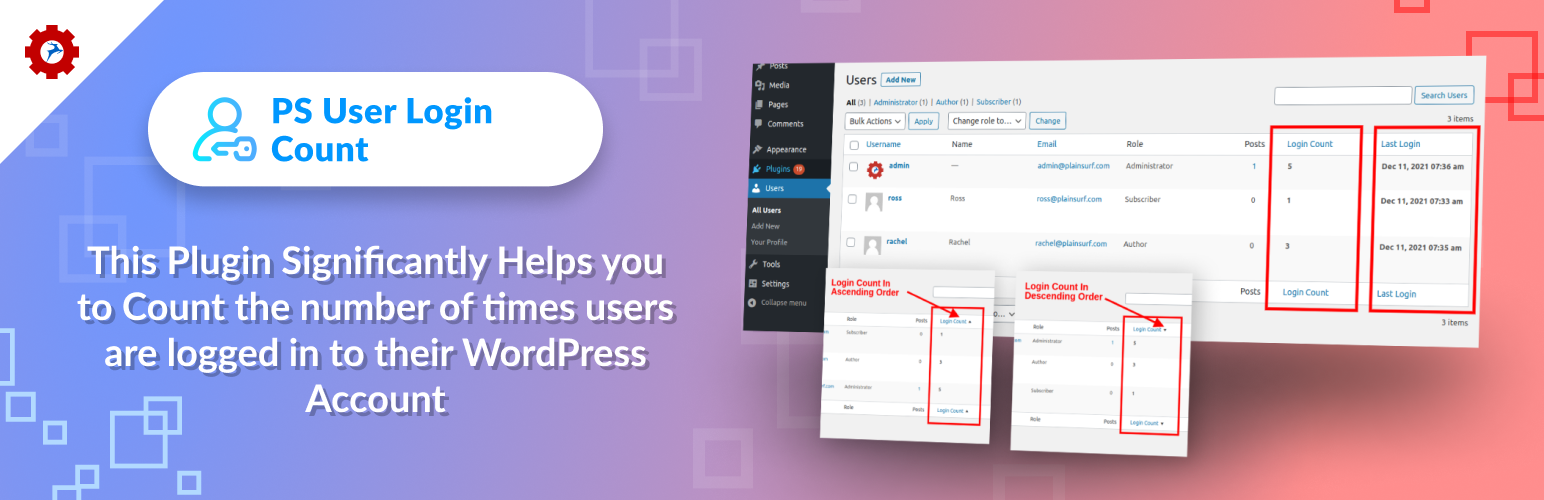 PS User Login
Count
This Plugin Significantly Helps you
to Count the number of times users
are logged in to their WordPress
Account
Posts
Media
Pages
Comments
Appearance
Plugins 19
Users
All Users
Add New
Your Profile
Tools
Settings
Collapse menu
Users Add New
All (3) | Administrator (1) | Author (1) | Subscriber (1)
Search Users
Bulk Actions Apply Change role to... Change
3 items
Username Name Email Role Posts Login Count Last Login
admin — admin@plainsurf.com Administrator 1 5 Dec 11, 2021 07:36 am
ross Ross ross@plainsurf.com Subscriber 0 1 Dec 11, 2021 07:33 am
rachel Rachel rachel@plainsurf.com Author 0 3 Dec 11, 2021 07:35 am
Posts Login Count Last Login
3 items
Login Count In
Ascending Order
Role Posts Login Count
Subscriber 0 1
Author 0 3
Administrator 1 5
Role Posts Login Count
Login Count In
Descending Order
Role Posts Login Count
Administrator 1 5
Author 0 3
Subscriber 0 1
Role Posts Login Count